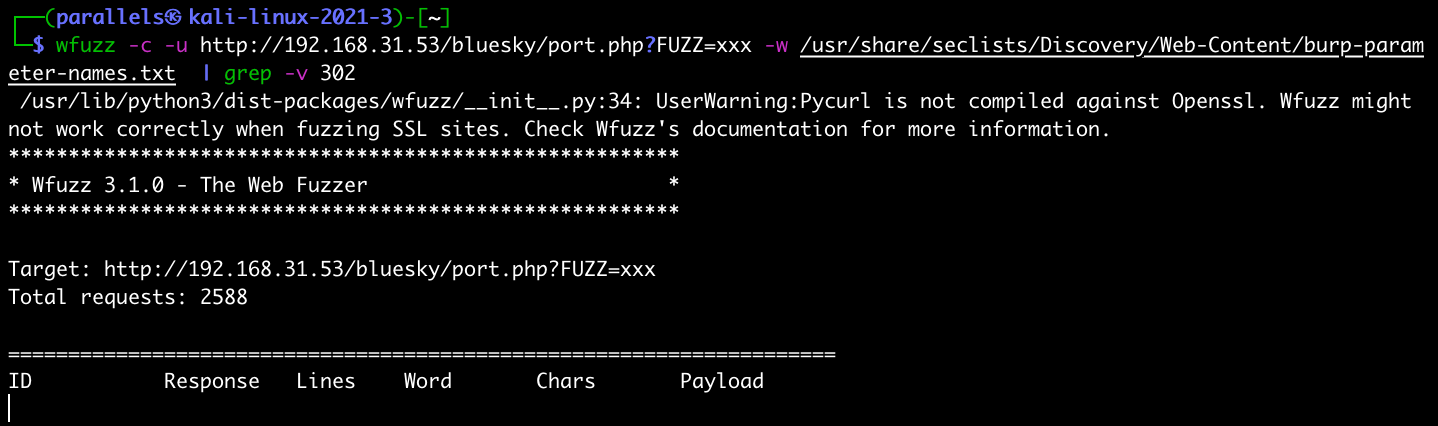 ┌──(parallels㉿kali-linux-2021-3)-[~]
└─$ wfuzz -c -u http://192.168.31.53/bluesky/port.php?FUZZ=xxx -w /usr/share/seclists/Discovery/Web-Content/burp-param
eter-names.txt  | grep -v 302
 /usr/lib/python3/dist-packages/wfuzz/__init__.py:34: UserWarning:Pycurl is not compiled against Openssl. Wfuzz might
not work correctly when fuzzing SSL sites. Check Wfuzz's documentation for more information.
********************************************************
* Wfuzz 3.1.0 - The Web Fuzzer                         *
********************************************************
Target: http://192.168.31.53/bluesky/port.php?FUZZ=xxx
Total requests: 2588
=====================================================================
ID           Response   Lines    Word       Chars       Payload